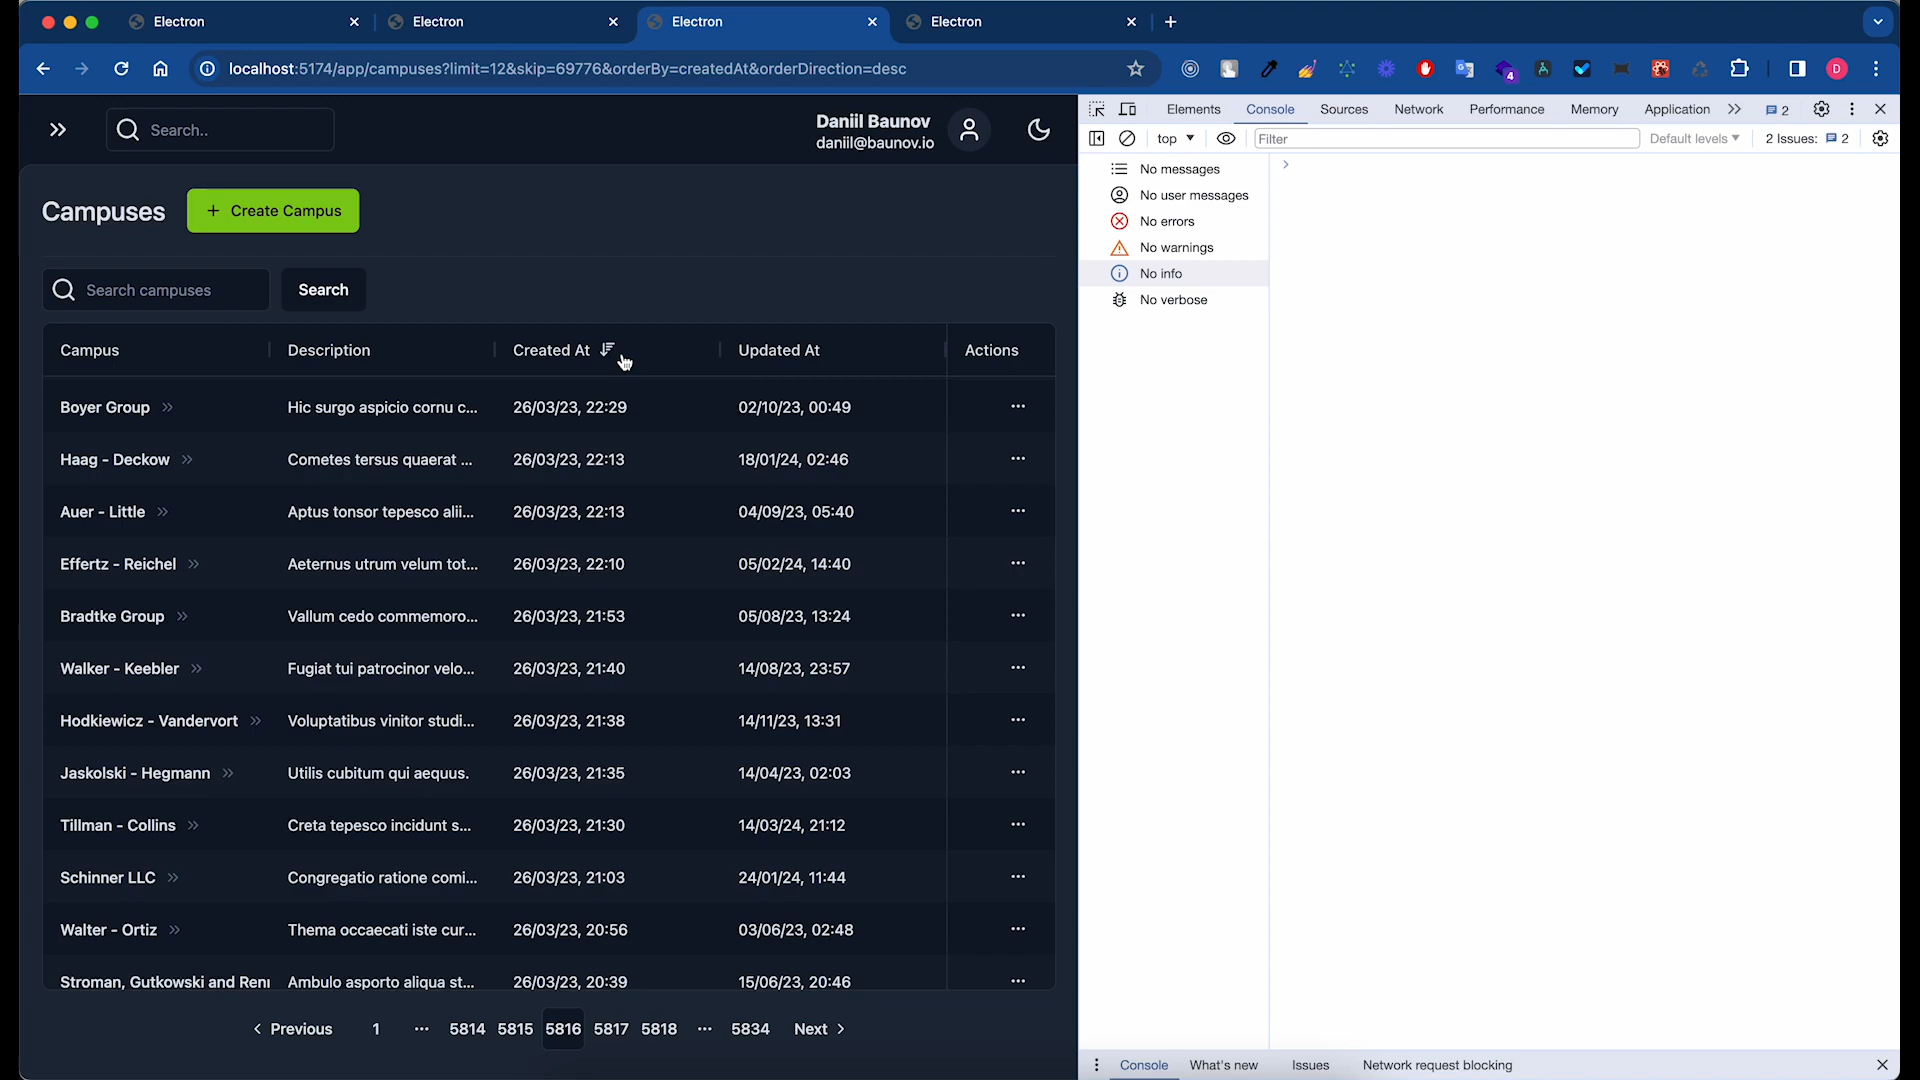 Electron
Electron
Electron
Electron
localhost:5174/app/campuses?limit=12&skip=69776&orderBy=createdAt&orderDirection=desc
4
D
Search..
Daniil Baunov
daniil@baunov.io
Campuses
+ Create Campus
Search campuses
Search
Campus Description Created At Updated At Actions
Boyer Group Hic surgo aspicio cornu c... 26/03/23, 22:29 02/10/23, 00:49
Haag - Deckow Cometes tersus quaerat ... 26/03/23, 22:13 18/01/24, 02:46
Auer - Little Aptus tonsor tepesco alii... 26/03/23, 22:13 04/09/23, 05:40
Effertz - Reichel Aeternus utrum velum tot... 26/03/23, 22:10 05/02/24, 14:40
Bradtke Group Vallum cedo commemoro... 26/03/23, 21:53 05/08/23, 13:24
Walker - Keebler Fugiat tui patrocinor velo... 26/03/23, 21:40 14/08/23, 23:57
Hodkiewicz - Vandervort Voluptatibus vinitor studi... 26/03/23, 21:38 14/11/23, 13:31
Jaskolski - Hegmann Utilis cubitum qui aequus. 26/03/23, 21:35 14/04/23, 02:03
Tillman - Collins Creta tepesco incidunt s... 26/03/23, 21:30 14/03/24, 21:12
Schinner LLC Congregatio ratione comi... 26/03/23, 21:03 24/01/24, 11:44
Walter - Ortiz Thema occaecati iste cur... 26/03/23, 20:56 03/06/23, 02:48
Stroman, Gutkowski and Ambulo asporto aliqua st... 26/03/23, 20:39 15/06/23, 20:46
Previous 1 ... 5814 5815 5816 5817 5818 ... 5834 Next
Elements Console Sources Network Performance Memory Application 2
top Filter Default levels 2 Issues: 2
No messages
No user messages
No errors
No warnings
No info
No verbose
Console What's new Issues Network request blocking